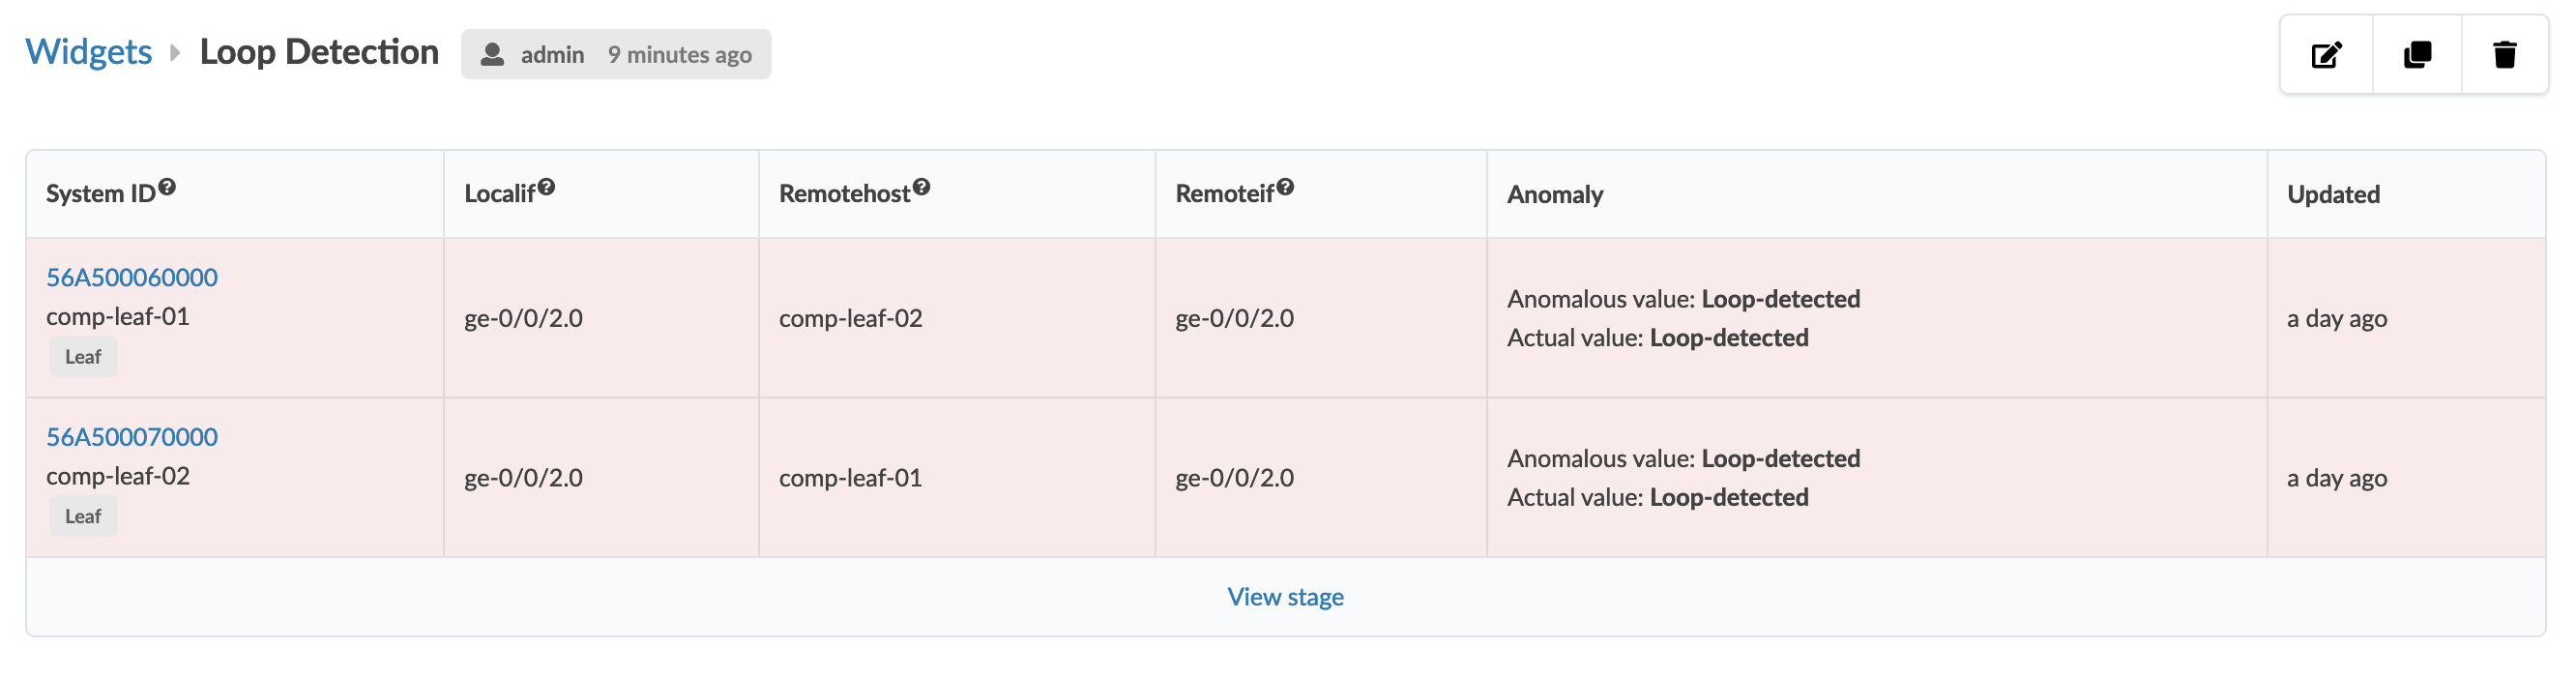 Widgets Loop Detection admin 9 minutes ago
System ID Localif Remotehost Remoteif Anomaly Updated
56A500060000
comp-leaf-01
Leaf
ge-0/0/2.0
comp-leaf-02
ge-0/0/2.0
Anomalous value: Loop-detected
Actual value: Loop-detected
a day ago
56A500070000
comp-leaf-02
Leaf
ge-0/0/2.0
comp-leaf-01
ge-0/0/2.0
Anomalous value: Loop-detected
Actual value: Loop-detected
a day ago
View stage